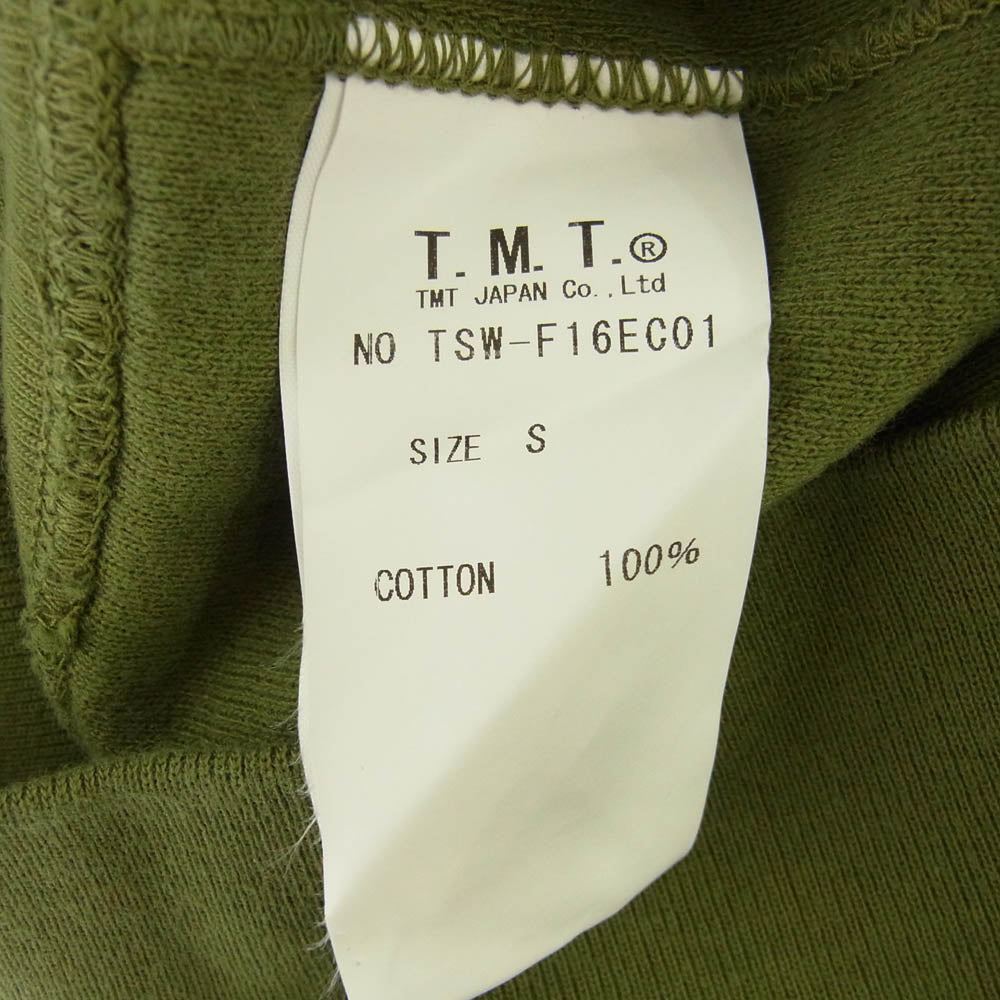 T. M. T.®
TMT JAPAN Co.,Ltd
NO TSW-F16EC01
SIZE S
COTTON 100%